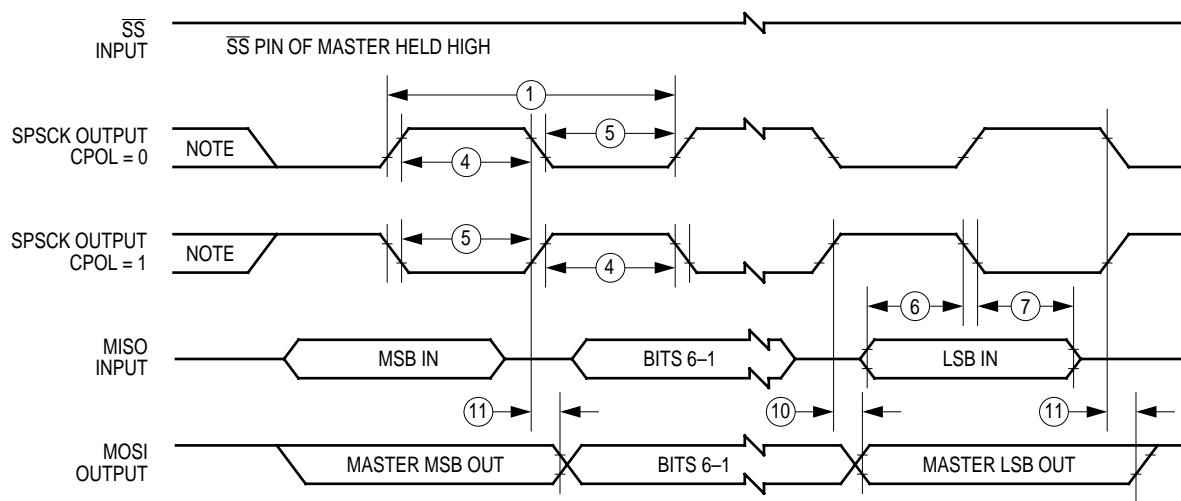 SS
INPUT
SS PIN OF MASTER HELD HIGH
1
SPSCK OUTPUT
CPOL = 0
NOTE
4
5
SPSCK OUTPUT
CPOL = 1
NOTE
5
4
6
7
MISO
INPUT
MSB IN
BITS 6–1
LSB IN
11
10
11
MOSI
OUTPUT
MASTER MSB OUT
BITS 6–1
MASTER LSB OUT